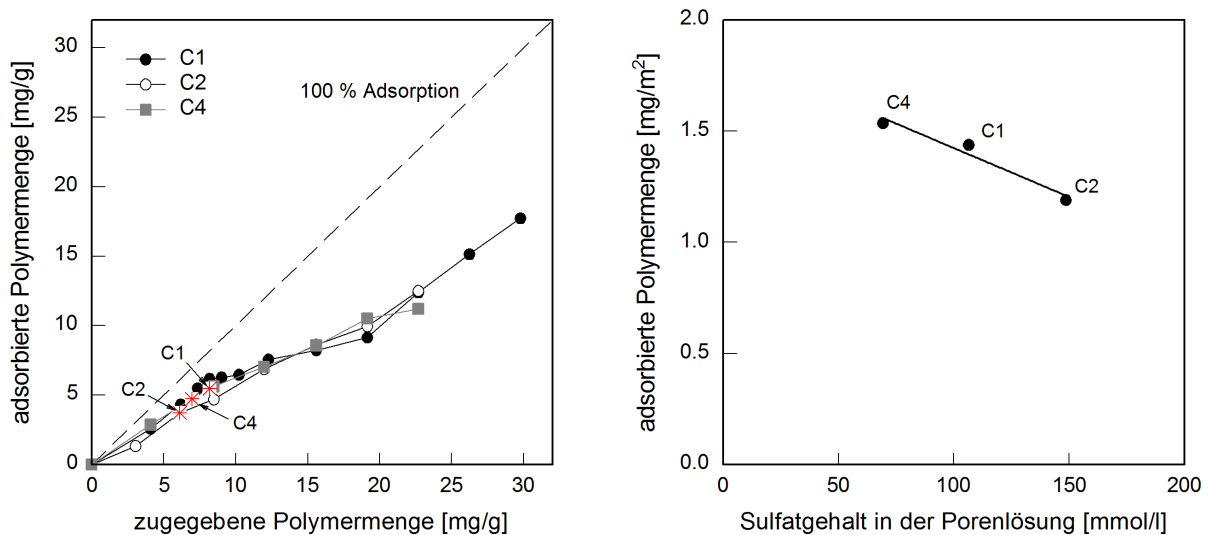 adsorbierte Polymermenge [mg/g]
30
25
20
15
10
5
0
C1
C2
C4
100 % Adsorption
C1
C2
C4
0 5 10 15 20 25 30
zugegebene Polymermenge [mg/g]
adsorbierte Polymermenge [mg/m²]
2.0
1.5
1.0
0.5
0.0
C4
C1
C2
0 50 100 150 200
Sulfatgehalt in der Porenlösung [mmol/l]